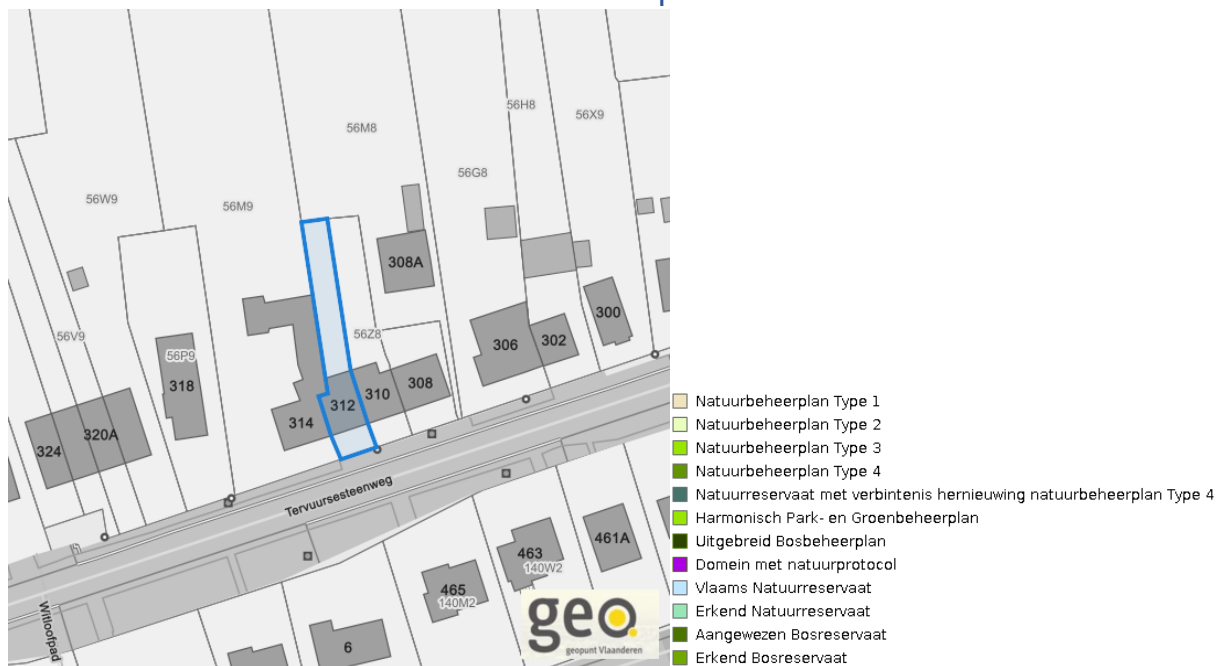 56H8
56X9
56M8
56G8
56W9
56M9
308A
300
56V9
56Z8
302
306
56P9
318
308
310
312
314
320A
324
Tervuursesteenweg
461A
463
140W2
465
140M2
Witloofpad
6
geo.
geopunt Vlaanderen
Natuurbeheerplan Type 1
Natuurbeheerplan Type 2
Natuurbeheerplan Type 3
Natuurbeheerplan Type 4
Natuurreservaat met verbintenis hernieuwing natuurbeheerplan Type 4
Harmonisch Park- en Groenbeheerplan
Uitgebreid Bosbeheerplan
Domein met natuurprotocol
Vlaams Natuurreservaat
Erkend Natuurreservaat
Aangewezen Bosreservaat
Erkend Bosreservaat